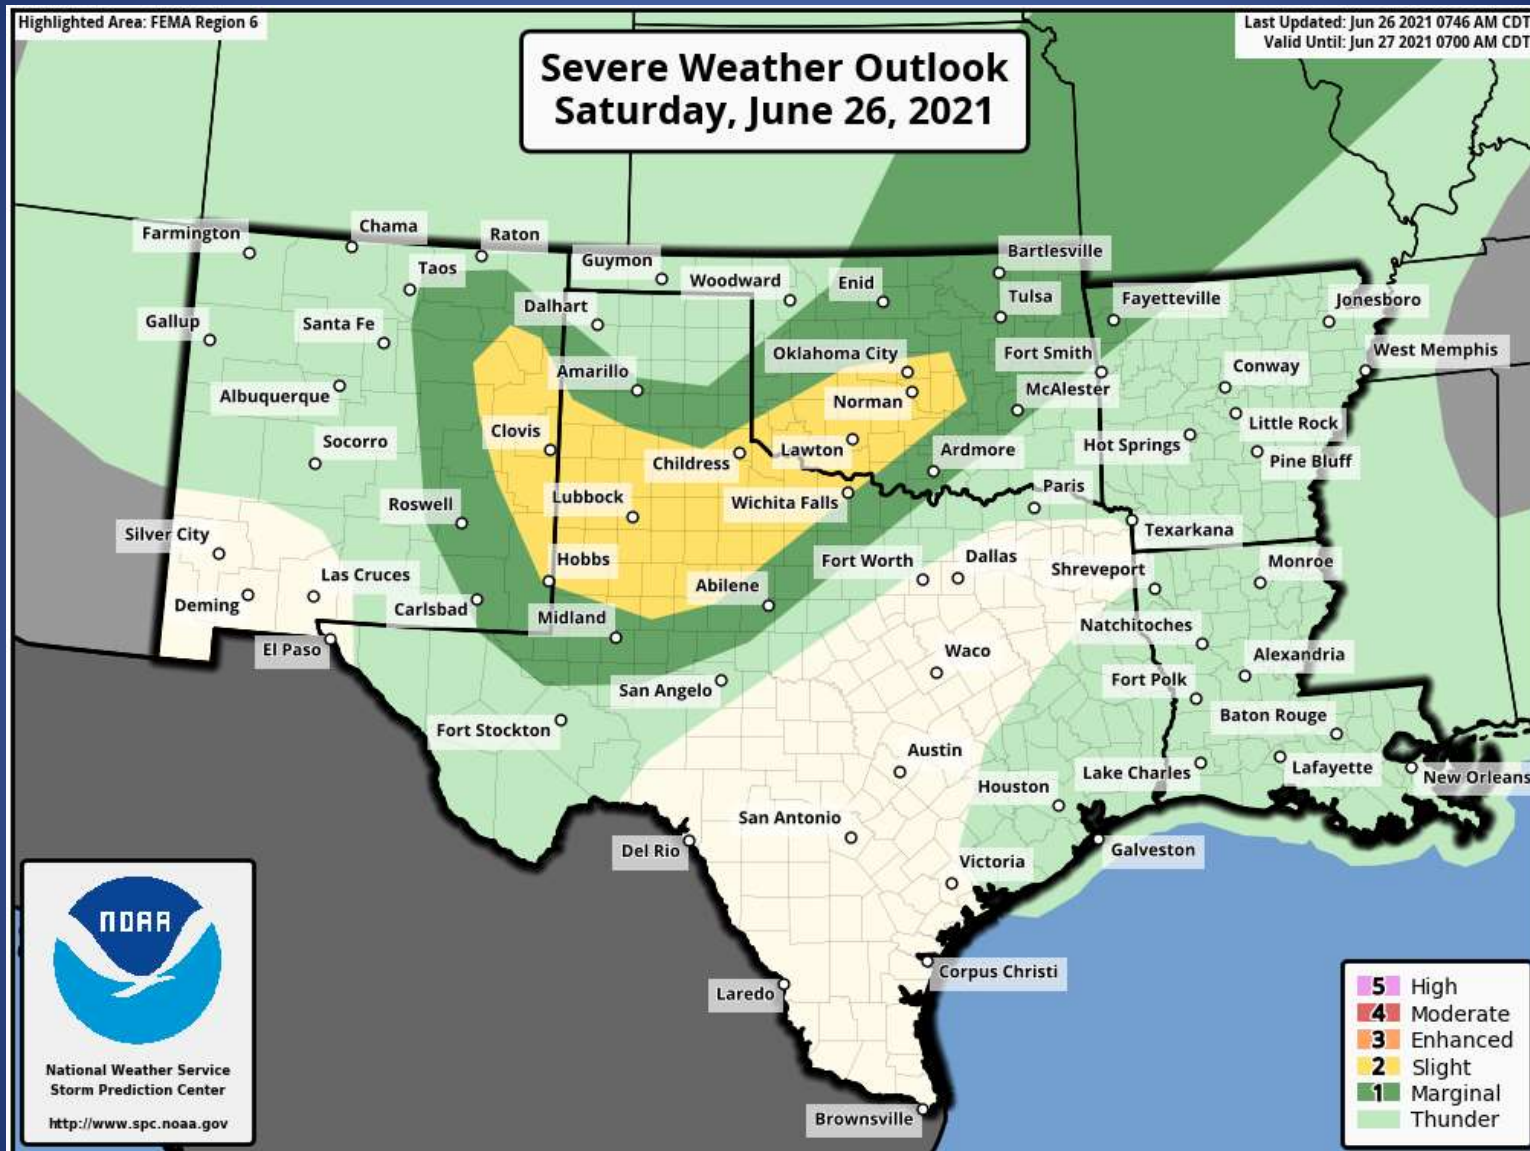 Highlighted Area: FEMA Region 6
Last Updated: Jun 26 2021 0746 AM CDT
Valid Until: Jun 27 2021 0700 AM CDT
Severe Weather Outlook
Saturday, June 26, 2021
Farmington
Chama
Raton
Taos
Guymon
Woodward
Enid
Bartlesville
Dalhart
Tulsa
Fayetteville
Jonesboro
Gallup
Santa Fe
Oklahoma City
Fort Smith
West Memphis
Amarillo
Conway
Albuquerque
McAlester
Norman
Little Rock
Clovis
Socorro
Hot Springs
Lawton
Ardmore
Childress
Pine Bluff
Paris
Lubbock
Roswell
Wichita Falls
Silver City
Texarkana
Hobbs
Fort Worth
Dallas
Monroe
Las Cruces
Shreveport
Abilene
Deming
Carlsbad
Midland
Natchitoches
El Paso
Waco
Alexandria
San Angelo
Fort Polk
Baton Rouge
Fort Stockton
Austin
Lake Charles
Lafayette
New Orleans
Houston
San Antonio
Del Rio
Victoria
Galveston
Corpus Christi
Laredo
Brownsville
NOAA
National Weather Service
Storm Prediction Center
http://www.spc.noaa.gov
5 High
4 Moderate
3 Enhanced
2 Slight
1 Marginal
Thunder